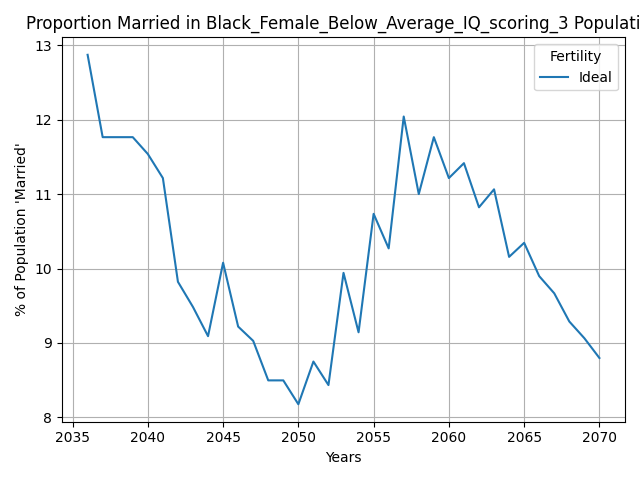 Proportion Married in Black_Female_Below_Average_IQ_scoring_3 Populati
Fertility
Ideal
13
12
11
10
9
8
% of Population 'Married'
2035 2040 2045 2050 2055 2060 2065 2070
Years